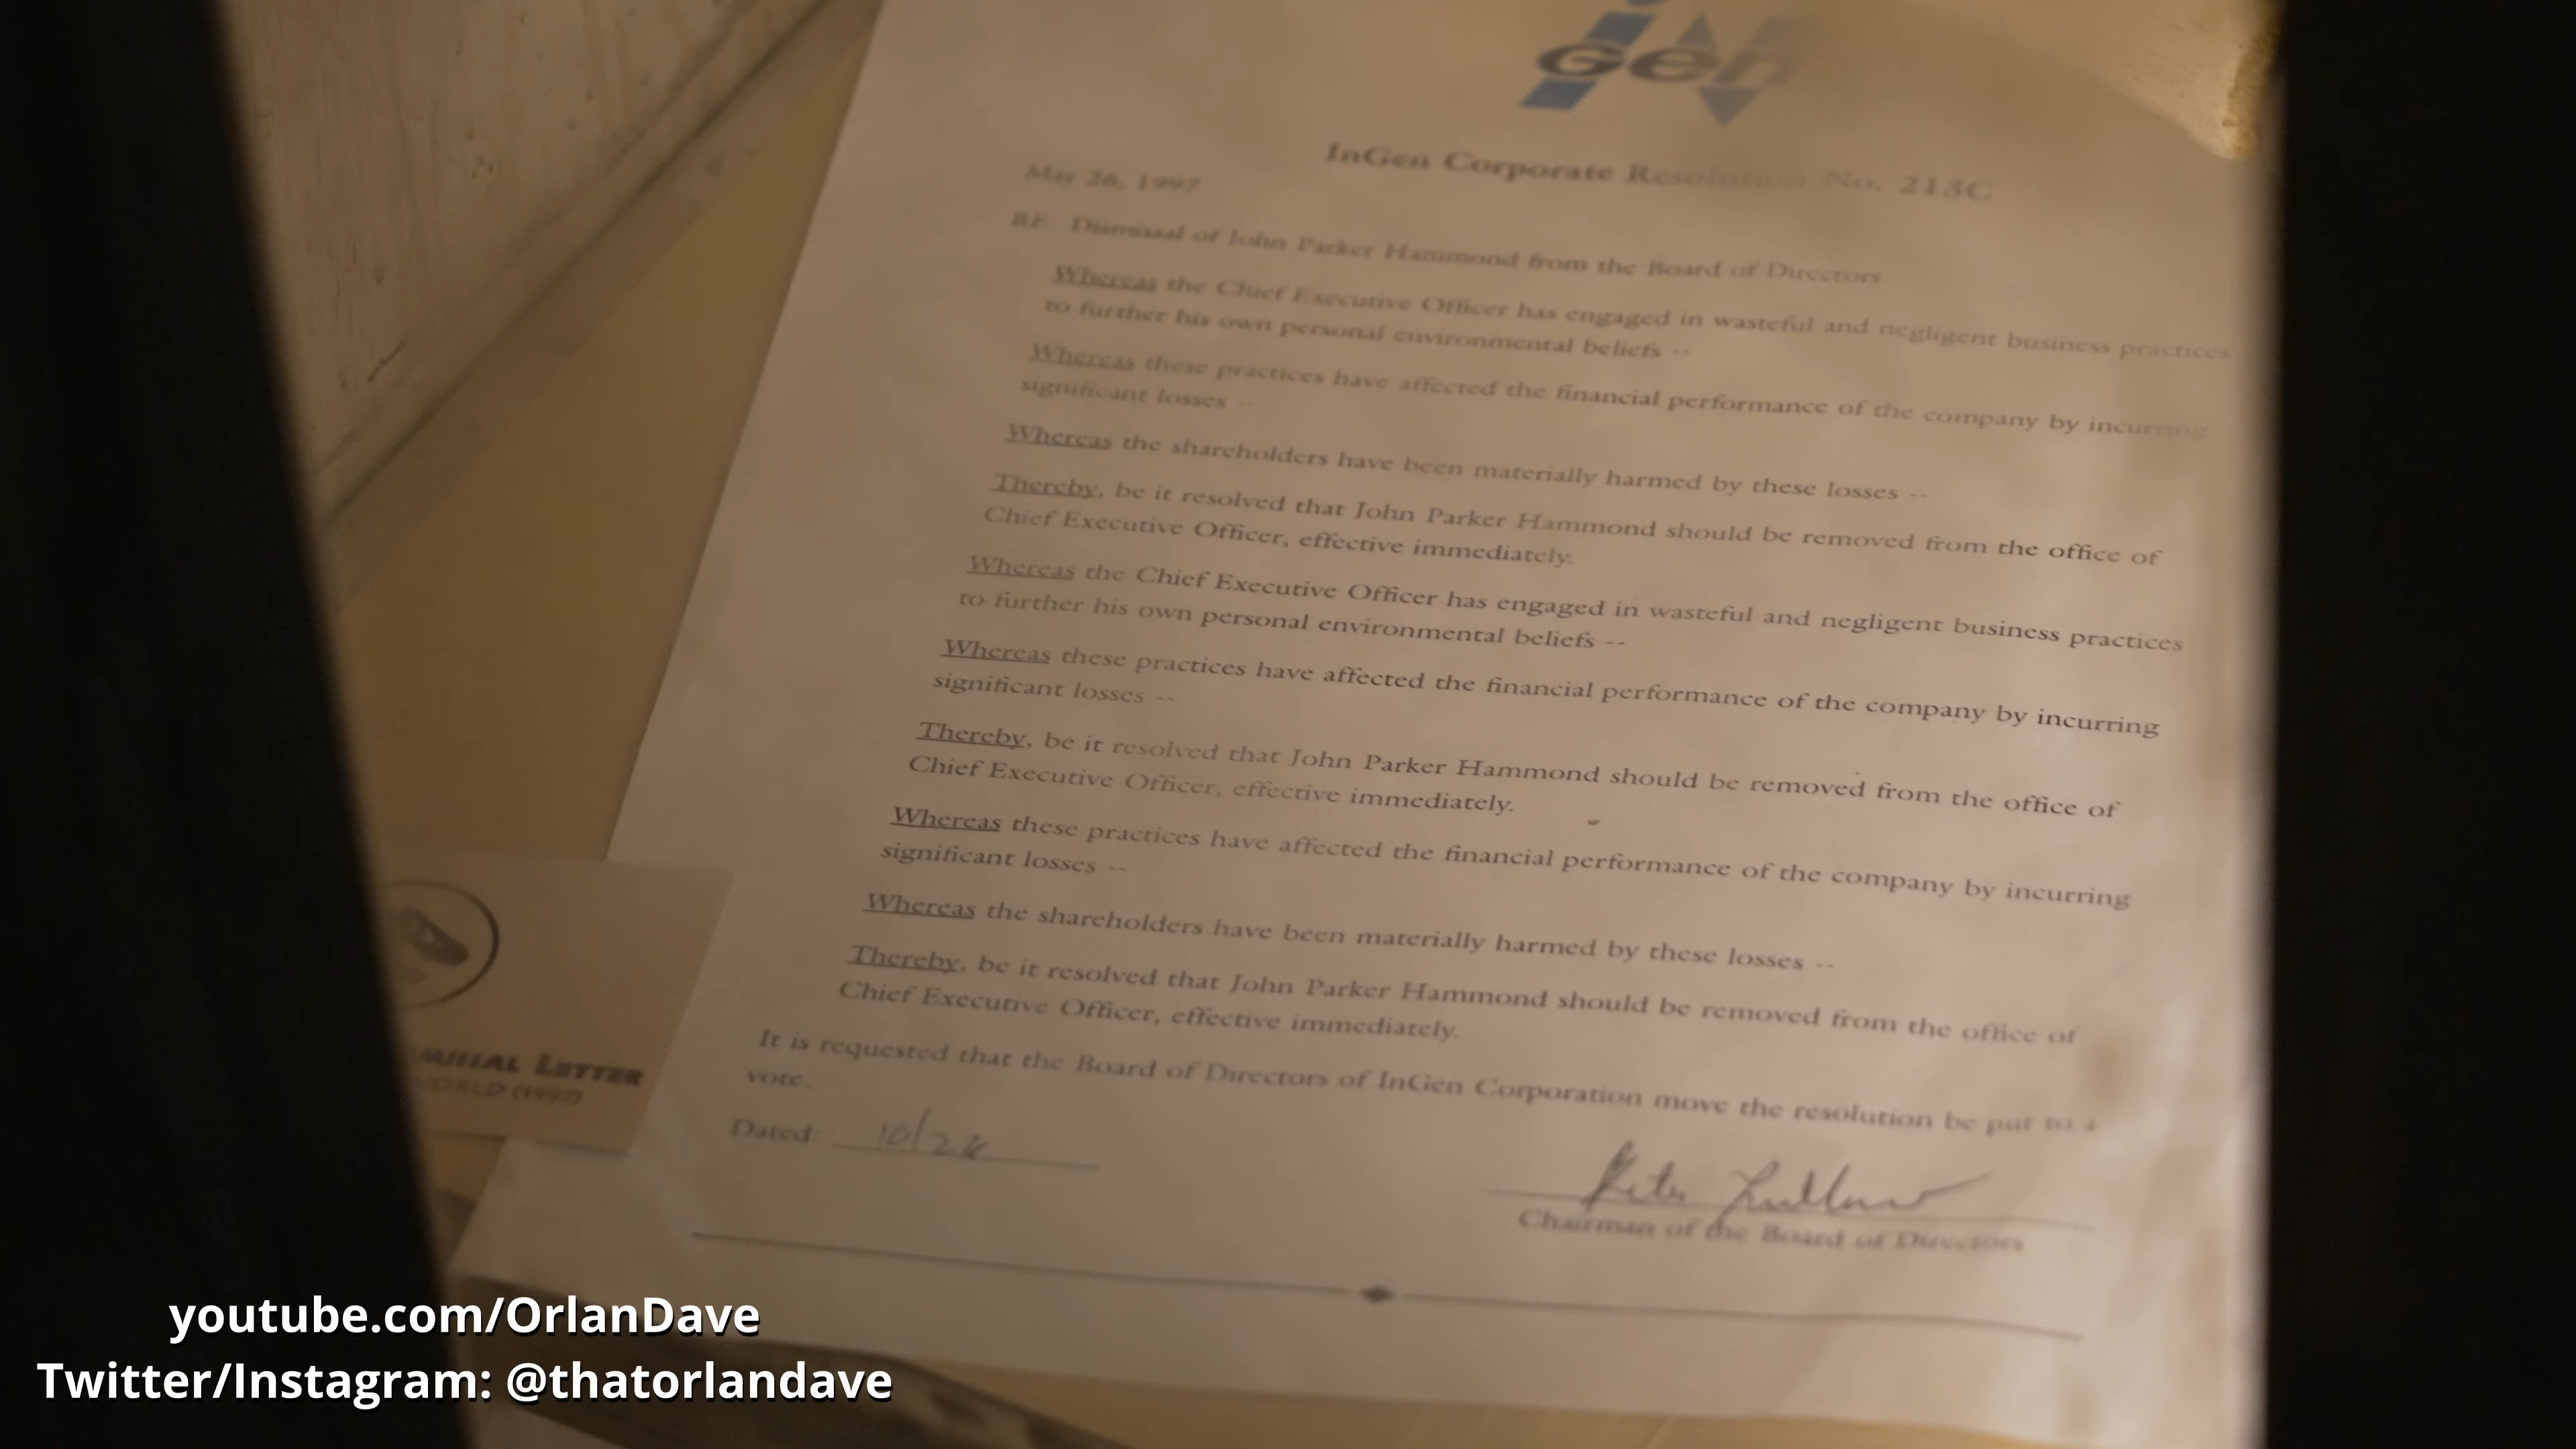 InGen
InGen Corporate Resolution No. 213C
May 26, 1997
RE: Dismissal of John Parker Hammond from the Board of Directors
Whereas the Chief Executive Officer has engaged in wasteful and negligent business practices
to further his own personal environmental beliefs --
Whereas these practices have affected the financial performance of the company by incurring
significant losses --
Whereas the shareholders have been materially harmed by these losses --
Thereby, be it resolved that John Parker Hammond should be removed from the office of
Chief Executive Officer, effective immediately.
Whereas the Chief Executive Officer has engaged in wasteful and negligent business practices
to further his own personal environmental beliefs --
Whereas these practices have affected the financial performance of the company by incurring
significant losses --
Thereby, be it resolved that John Parker Hammond should be removed from the office of
Chief Executive Officer, effective immediately.
Whereas these practices have affected the financial performance of the company by incurring
significant losses --
Whereas the shareholders have been materially harmed by these losses --
Thereby, be it resolved that John Parker Hammond should be removed from the office of
Chief Executive Officer, effective immediately.
It is requested that the Board of Directors of InGen Corporation move the resolution be put to a
vote.
Dated:
Chairman of the Board of Directors
LETTER
WORLD (1997)
youtube.com/OrlanDave
Twitter/Instagram: @thatorlandave